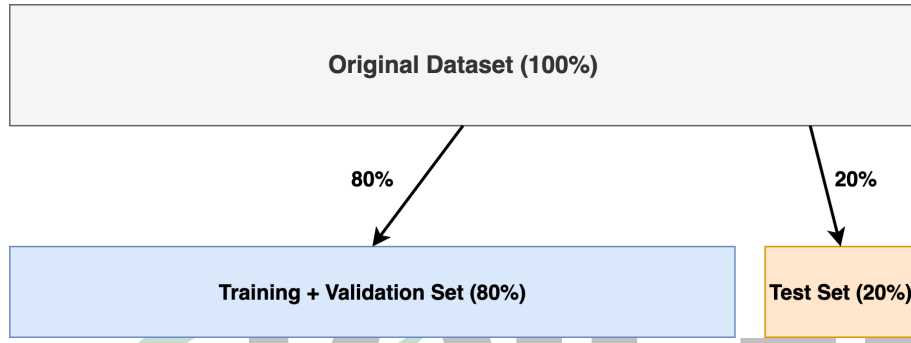 Original Dataset (100%)
80%
20%
Training + Validation Set (80%)
Test Set (20%)